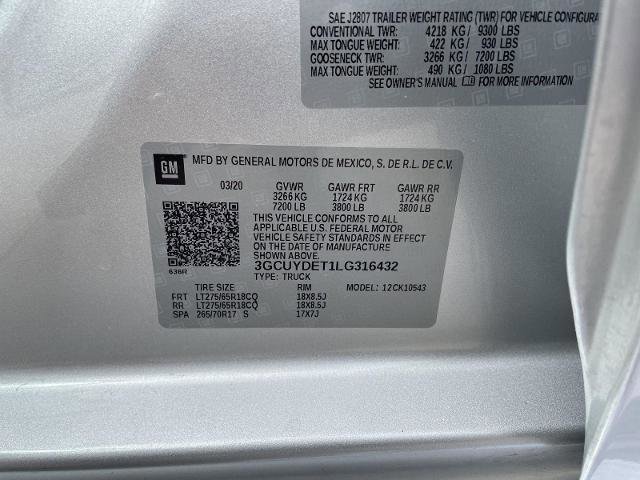 SAE J2807 TRAILER WEIGHT RATING (TWR) FOR VEHICLE CONFIGURA
CONVENTIONAL TWR: 4218 KG / 9300 LBS
MAX TONGUE WEIGHT: 422 KG / 930 LBS
GOOSENECK TWR: 3266 KG / 7200 LBS
MAX TONGUE WEIGHT: 490 KG / 1080 LBS
SEE OWNER'S MANUAL FOR MORE INFORMATION
GM MFD BY GENERAL MOTORS DE MEXICO, S. DE R.L. DE C.V.
03/20 GVWR GAWR FRT GAWR RR
3266 KG 1724 KG 1724 KG
7200 LB 3800 LB 3800 LB
THIS VEHICLE CONFORMS TO ALL
APPLICABLE U.S. FEDERAL MOTOR
VEHICLE SAFETY STANDARDS IN EFFECT
ON THE DATE OF MANUFACTURE SHOWN ABOVE.
636R 3GCUYDET1LG316432
TYPE: TRUCK
TIRE SIZE RIM MODEL: 12CK10543
FRT LT275/65R18CQ 18X8.5J
RR LT275/65R18CQ 18X8.5J
SPA 265/70R17 S 17X7J